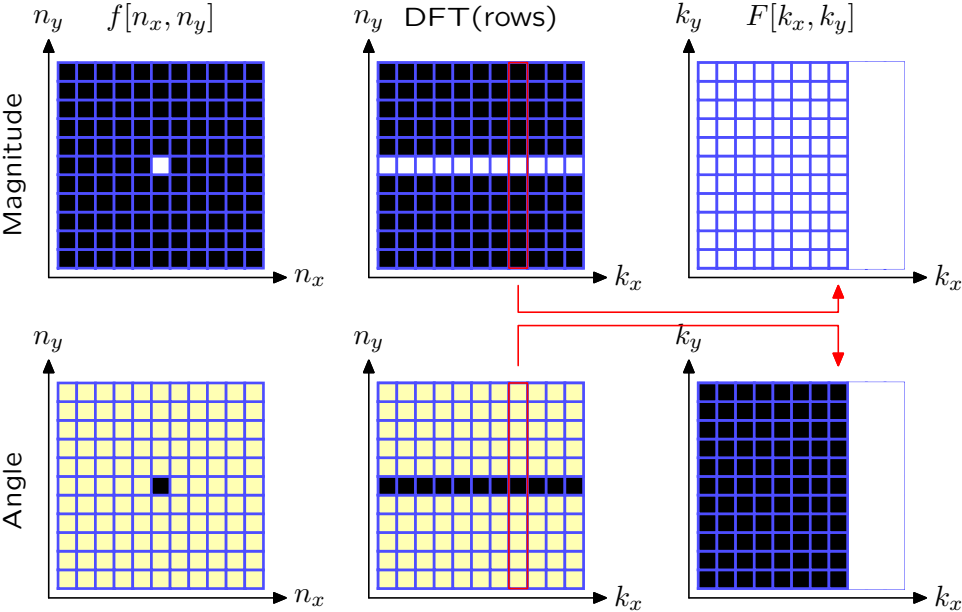 n_y f[n_x, n_y] n_y DFT(rows) k_y F[k_x, k_y]
Magnitude
n_x k_x k_x
n_y n_y k_y
Angle
n_x k_x k_x